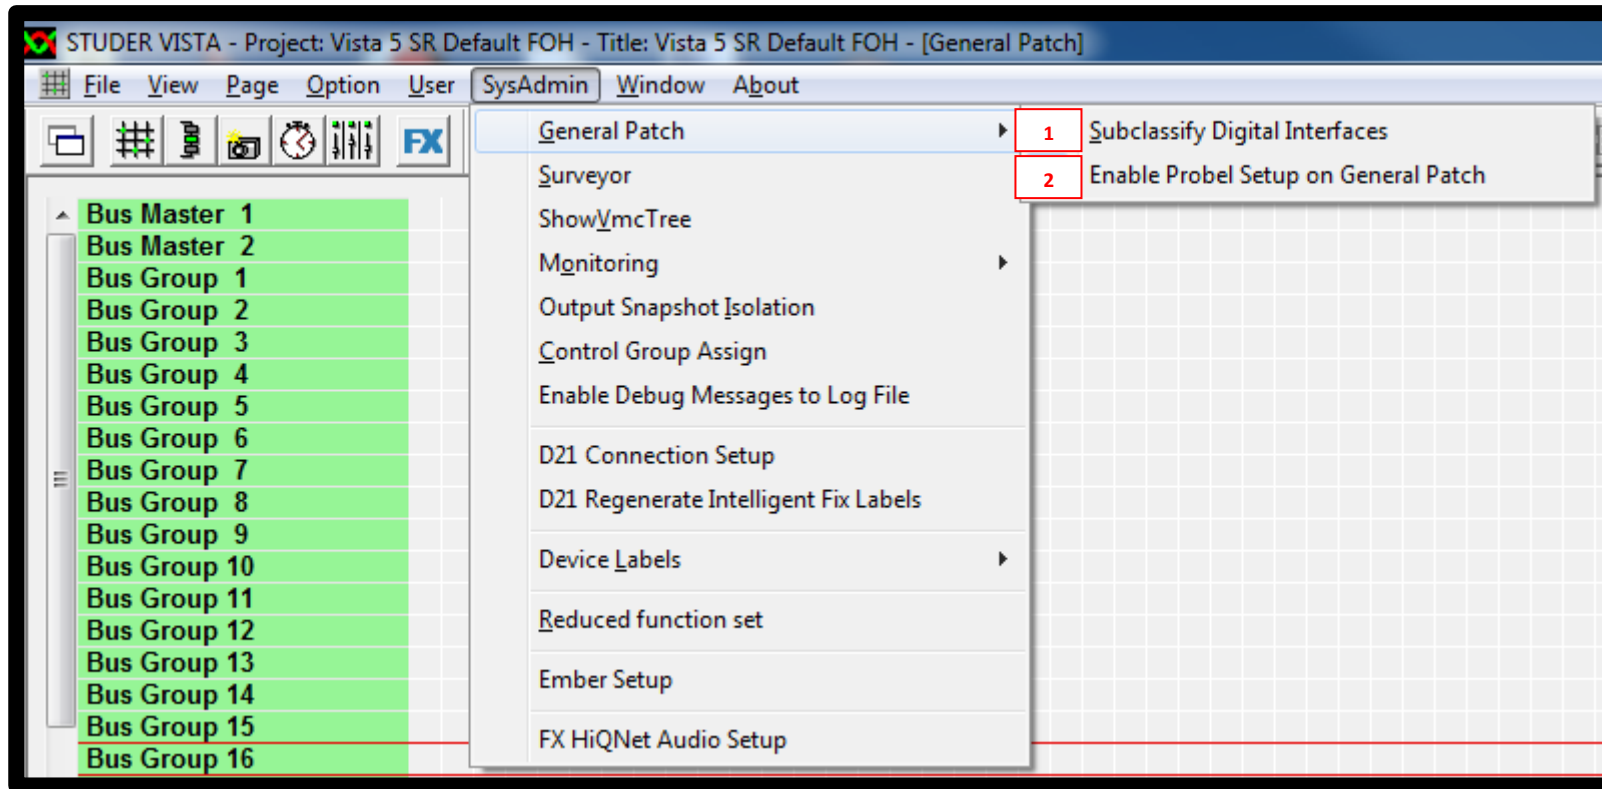 STUDER VISTA - Project: Vista 5 SR Default FOH - Title: Vista 5 SR Default FOH - [General Patch]
File View Page Option User SysAdmin Window About
FX
General Patch
1 Subclassify Digital Interfaces
Surveyor
2 Enable Probel Setup on General Patch
ShowVmcTree
Monitoring
Output Snapshot Isolation
Control Group Assign
Enable Debug Messages to Log File
D21 Connection Setup
D21 Regenerate Intelligent Fix Labels
Device Labels
Reduced function set
Ember Setup
FX HiQNet Audio Setup
Bus Master 1
Bus Master 2
Bus Group 1
Bus Group 2
Bus Group 3
Bus Group 4
Bus Group 5
Bus Group 6
Bus Group 7
Bus Group 8
Bus Group 9
Bus Group 10
Bus Group 11
Bus Group 12
Bus Group 13
Bus Group 14
Bus Group 15
Bus Group 16